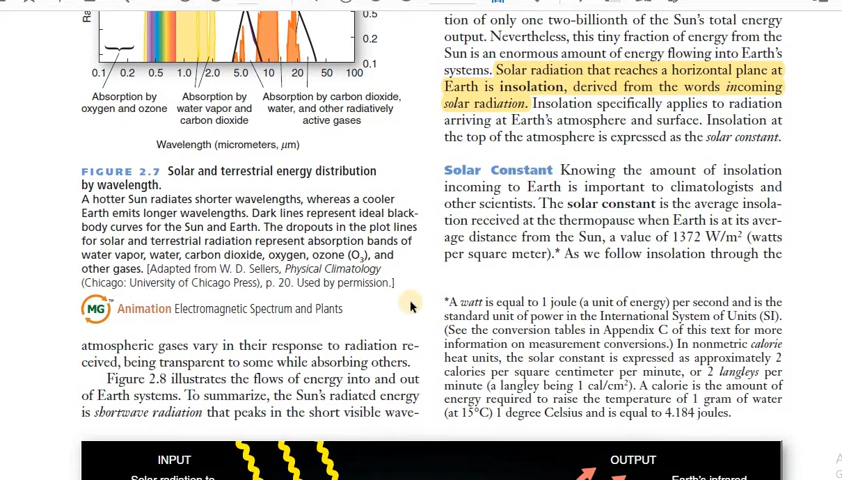 Ra
0.5
0.2
0.1
0.1 0.2 0.5 1.0 2.0 5.0 10 20 50 100
Absorption by
oxygen and ozone
Absorption by
water vapor and
carbon dioxide
Absorption by carbon dioxide,
water, and other radiatively
active gases
Wavelength (micrometers, μm)
FIGURE 2.7 Solar and terrestrial energy distribution
by wavelength.
A hotter Sun radiates shorter wavelengths, whereas a cooler
Earth emits longer wavelengths. Dark lines represent ideal black-
body curves for the Sun and Earth. The dropouts in the plot lines
for solar and terrestrial radiation represent absorption bands of
water vapor, water, carbon dioxide, oxygen, ozone (O₃), and
other gases. [Adapted from W. D. Sellers, Physical Climatology
(Chicago: University of Chicago Press), p. 20. Used by permission.]
MG™ Animation Electromagnetic Spectrum and Plants
atmospheric gases vary in their response to radiation re-
ceived, being transparent to some while absorbing others.
Figure 2.8 illustrates the flows of energy into and out
of Earth systems. To summarize, the Sun's radiated energy
is shortwave radiation that peaks in the short visible wave-
tion of only one two-billionth of the Sun's total energy
output. Nevertheless, this tiny fraction of energy from the
Sun is an enormous amount of energy flowing into Earth's
systems. Solar radiation that reaches a horizontal plane at
Earth is insolation, derived from the words incoming
solar radiation. Insolation specifically applies to radiation
arriving at Earth's atmosphere and surface. Insolation at
the top of the atmosphere is expressed as the solar constant.
Solar Constant Knowing the amount of insolation
incoming to Earth is important to climatologists and
other scientists. The solar constant is the average insola-
tion received at the thermopause when Earth is at its aver-
age distance from the Sun, a value of 1372 W/m² (watts
per square meter).* As we follow insolation through the
*A watt is equal to 1 joule (a unit of energy) per second and is the
standard unit of power in the International System of Units (SI).
(See the conversion tables in Appendix C of this text for more
information on measurement conversions.) In nonmetric calorie
heat units, the solar constant is expressed as approximately 2
calories per square centimeter per minute, or 2 langleys per
minute (a langley being 1 cal/cm²). A calorie is the amount of
energy required to raise the temperature of 1 gram of water
(at 15°C) 1 degree Celsius and is equal to 4.184 joules.
INPUT
Solar radiation to
OUTPUT
Earth's infrared